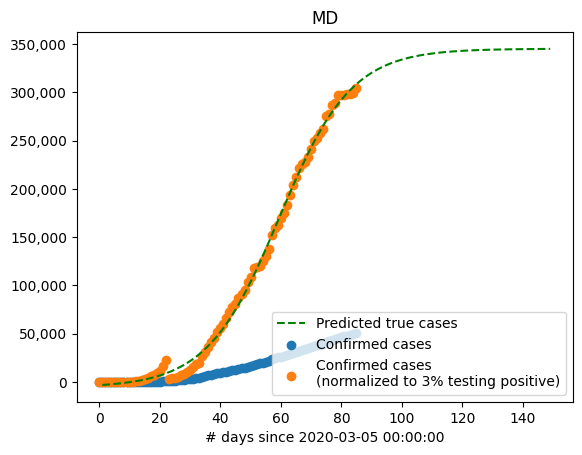 MD
350,000
300,000
250,000
200,000
150,000
100,000
50,000
0
Predicted true cases
Confirmed cases
Confirmed cases
(normalized to 3% testing positive)
0 20 40 60 80 100 120 140
# days since 2020-03-05 00:00:00